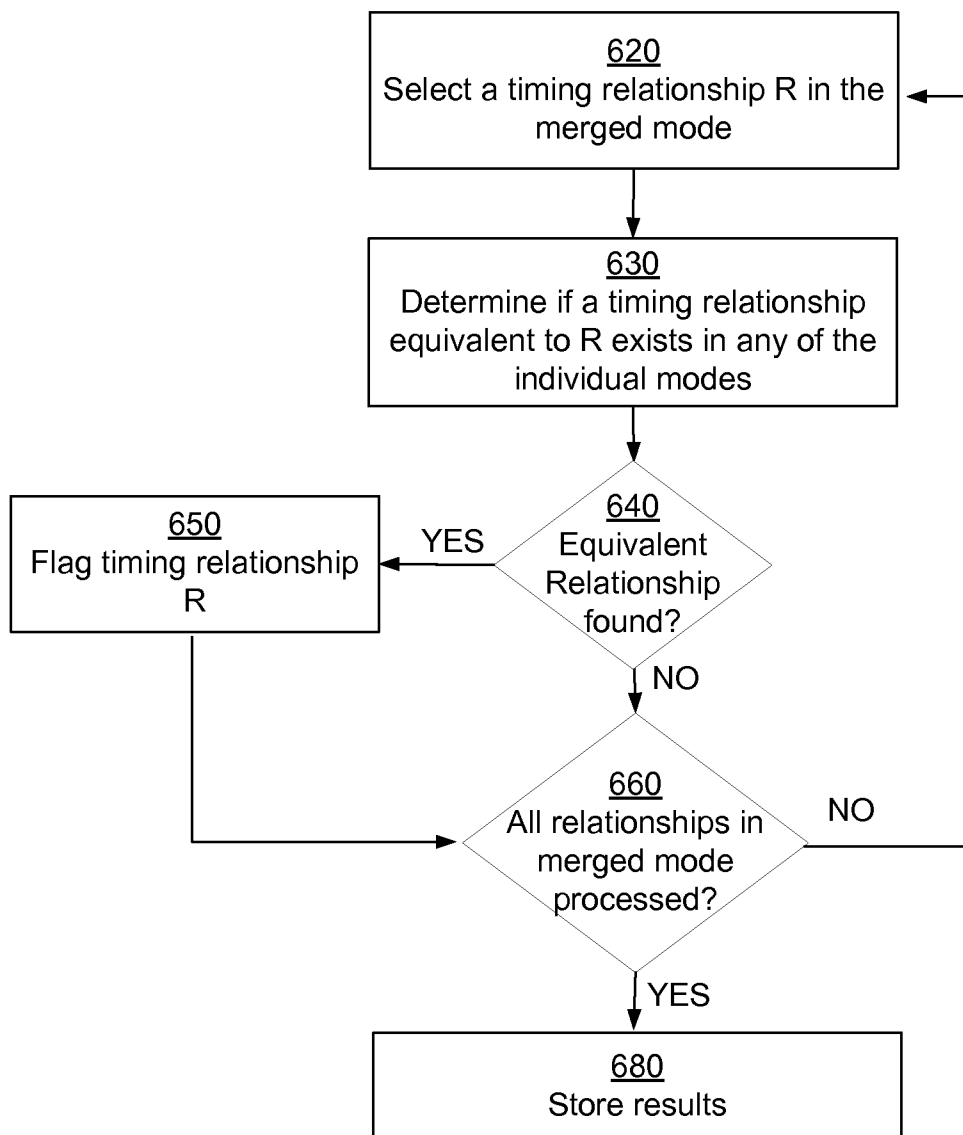 620
Select a timing relationship R in the
merged mode
630
Determine if a timing relationship
equivalent to R exists in any of the
individual modes
640
Equivalent
Relationship
found?
YES
650
Flag timing relationship
R
NO
660
All relationships in
merged mode
processed?
NO
YES
680
Store results